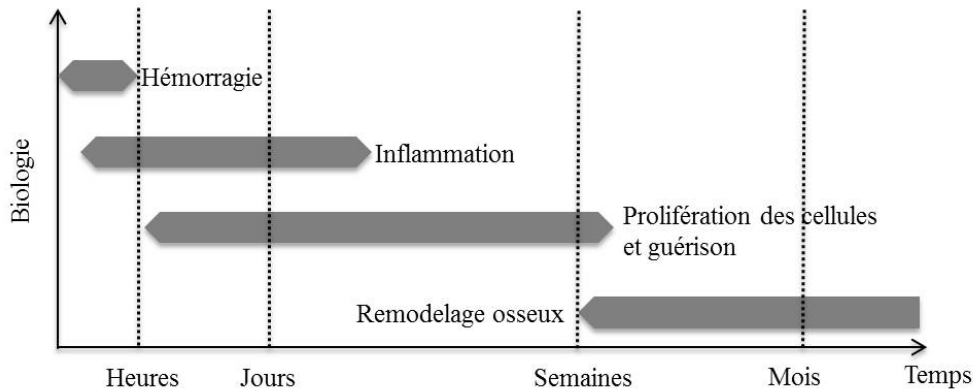 Hémorragie
Inflammation
Biologie
Prolifération des cellules
et guérison
Remodelage osseux
Heures
Jours
Semaines
Mois
Temps